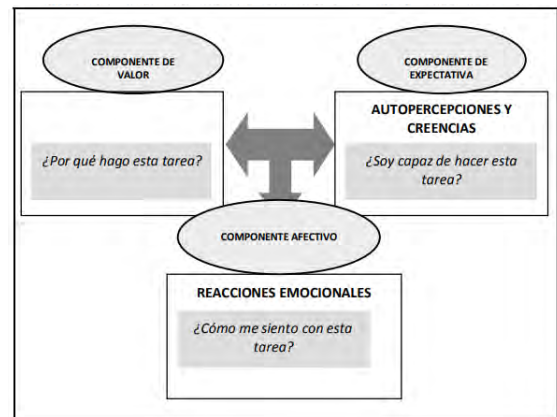 COMPONENTE DE
VALOR
COMPONENTE DE
EXPECTATIVA
AUTOPERCEPCIONES Y
CREENCIAS
¿Por qué hago esta tarea?
¿Soy capaz de hacer esta
tarea?
COMPONENTE AFECTIVO
REACCIONES EMOCIONALES
¿Cómo me siento con esta
tarea?